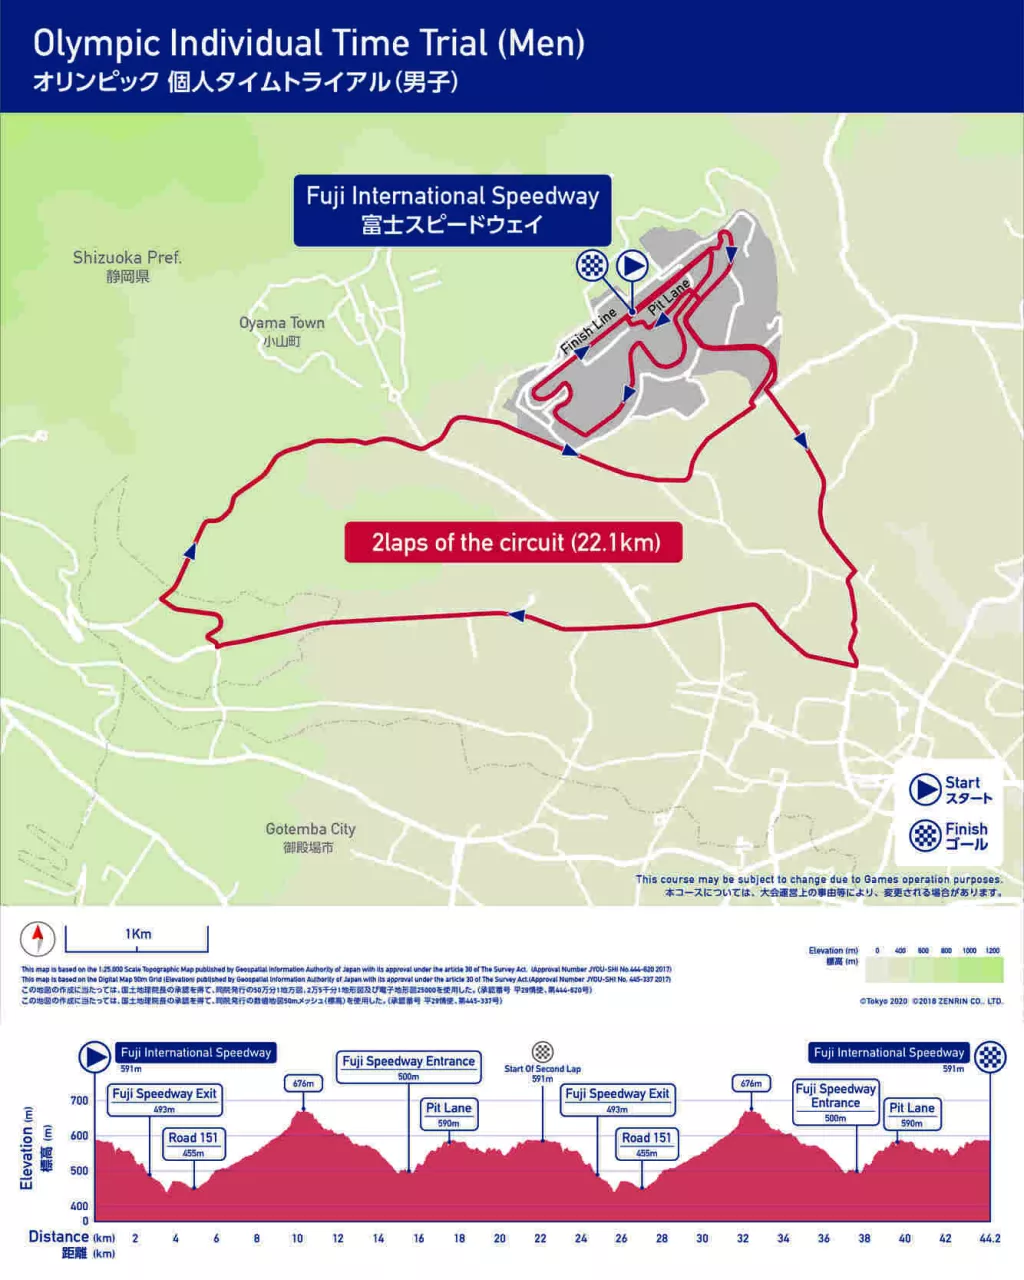 Olympic Individual Time Trial (Men)
オリンピック 個人タイムトライアル(男子)
Fuji International Speedway
富士スピードウェイ
Shizuoka Pref.
静岡県
Oyama Town
小山町
Finish Line
Pit Lane
2laps of the circuit (22.1km)
Gotemba City
御殿場市
Start
スタート
Finish
ゴール
This course may be subject to change due to Games operation purposes.
本コースについては、大会運営上の事由等により、変更される場合があります。
1Km
Elevation (m) 0 400 600 800 1000 1200
標高 (m)
This map is based on the 1:25,000 Scale Topographic Map published by Geospatial Information Authority of Japan with its approval under the article 30 of The Survey Act. (Approval Number JYOU-SHI No.444-620 2017)
This map is based on the Digital Map 50m Grid (Elevation) published by Geospatial Information Authority of Japan with its approval under the article 30 of The Survey Act.(Approval Number JYOU-SHI No. 445-337 2017)
この地図の作成に当たっては、国土地理院長の承認を得て、同院発行の50万分1地方図、2万5千分1地形図及び電子地形図25000を使用した。(承認番号 平29情使、第444-620号)
この地図の作成に当たっては、国土地理院長の承認を得て、同院発行の数値地図50mメッシュ(標高)を使用した。(承認番号 平29情使、第445-337号)
©Tokyo 2020 ©2018 ZENRIN CO., LTD.
Fuji International Speedway
591m
Fuji Speedway Exit
493m
Road 151
455m
676m
Fuji Speedway Entrance
500m
Pit Lane
590m
Start Of Second Lap
591m
Fuji Speedway Exit
493m
Road 151
455m
676m
Fuji Speedway
Entrance
500m
Pit Lane
590m
Fuji International Speedway
591m
Elevation (m)
標高 (m)
700
600
500
400
0
Distance (km) 2 4 6 8 10 12 14 16 18 20 22 24 26 27 28 30 32 34 36 38 40 42 44.2
距離 (km)